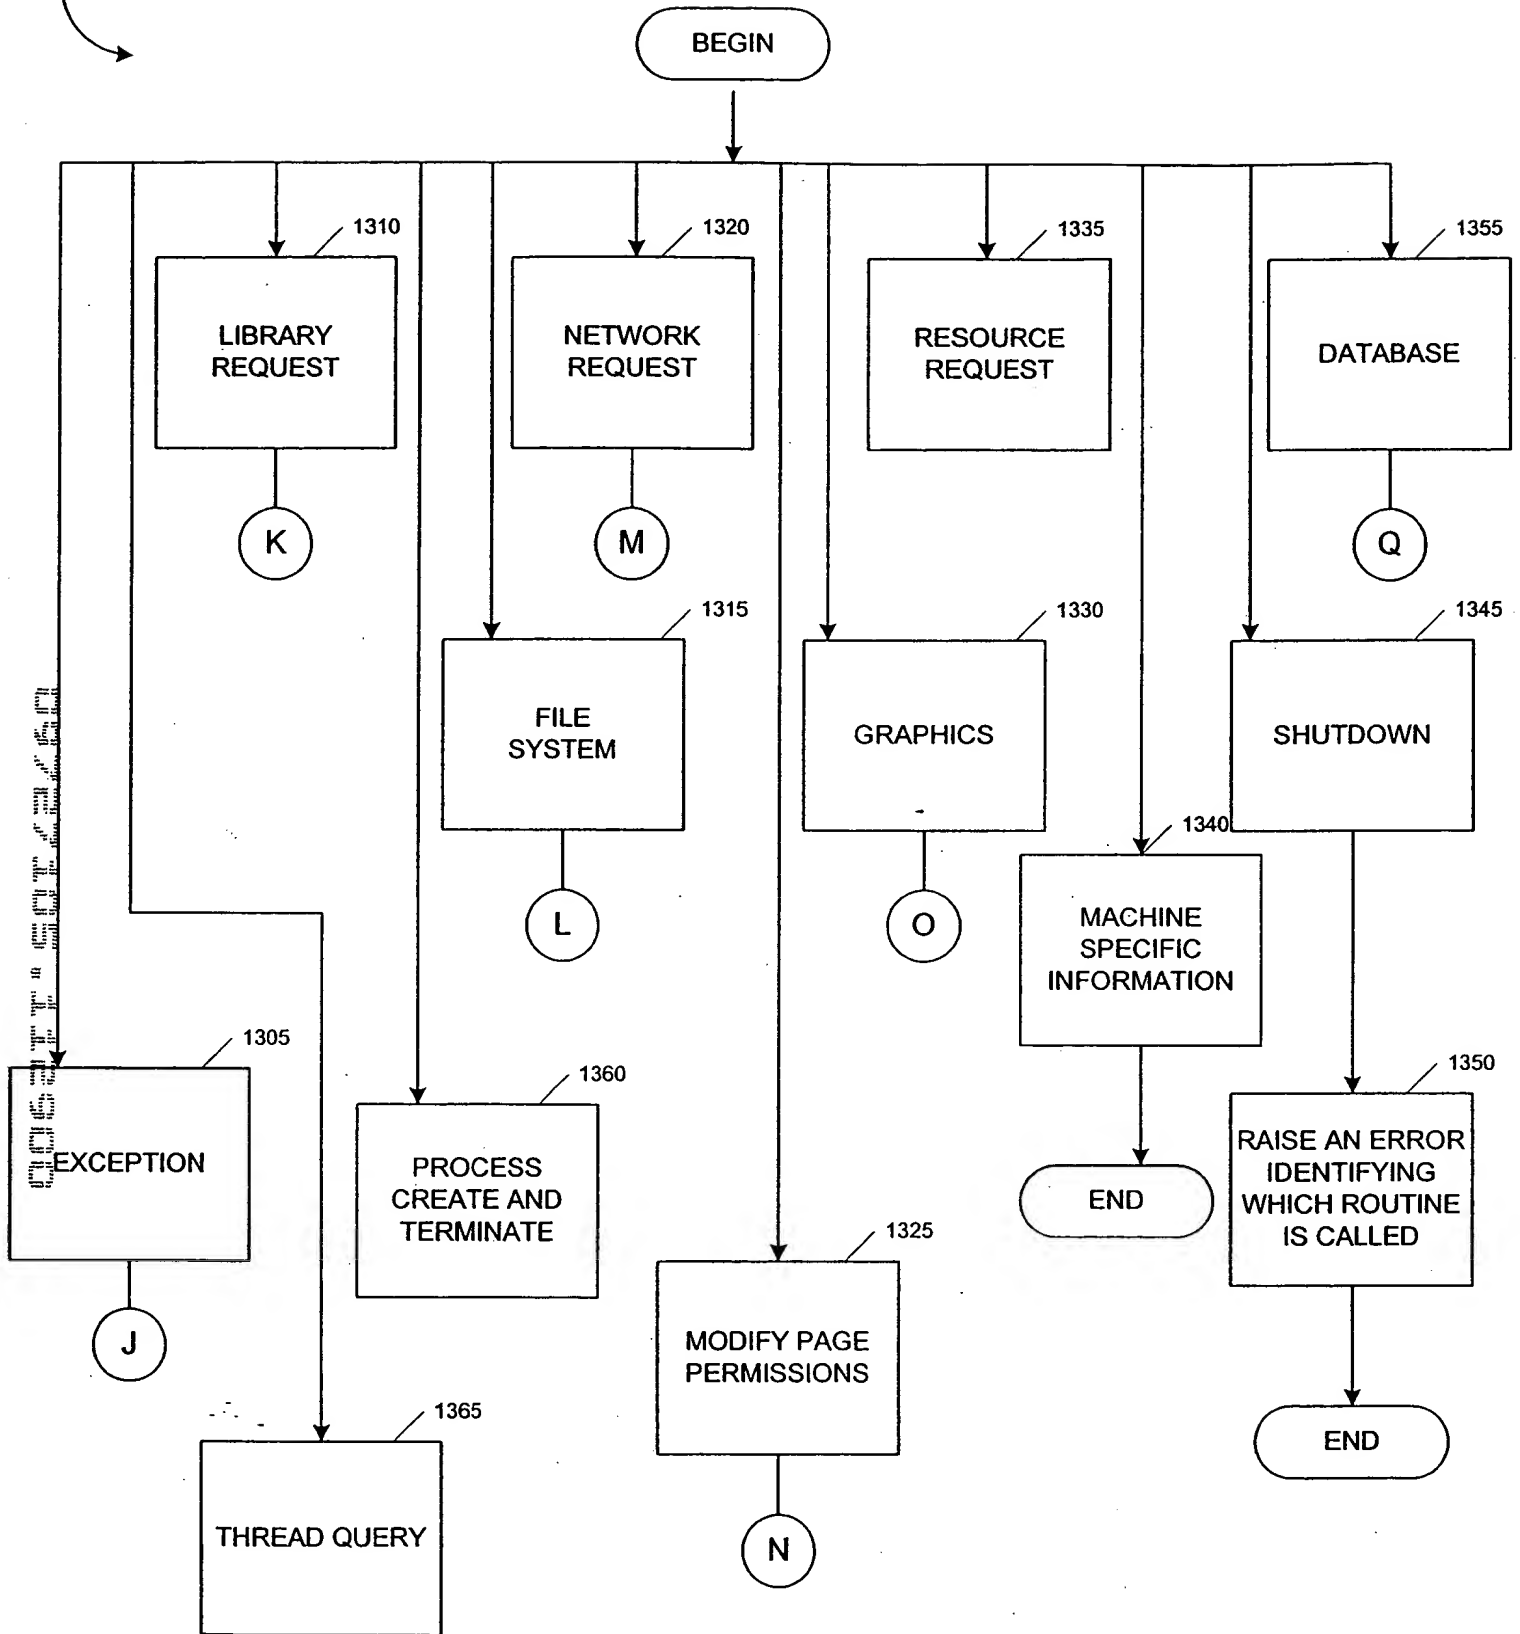 BEGIN
1310
1320
1335
1355
LIBRARY
REQUEST
NETWORK
REQUEST
RESOURCE
REQUEST
DATABASE
K
M
Q
1315
1330
1345
FILE
SYSTEM
GRAPHICS
SHUTDOWN
1340
L
O
MACHINE
SPECIFIC
INFORMATION
1305
1360
1350
EXCEPTION
PROCESS
CREATE AND
TERMINATE
END
RAISE AN ERROR
IDENTIFYING
WHICH ROUTINE
IS CALLED
1325
J
MODIFY PAGE
PERMISSIONS
1365
END
THREAD QUERY
N